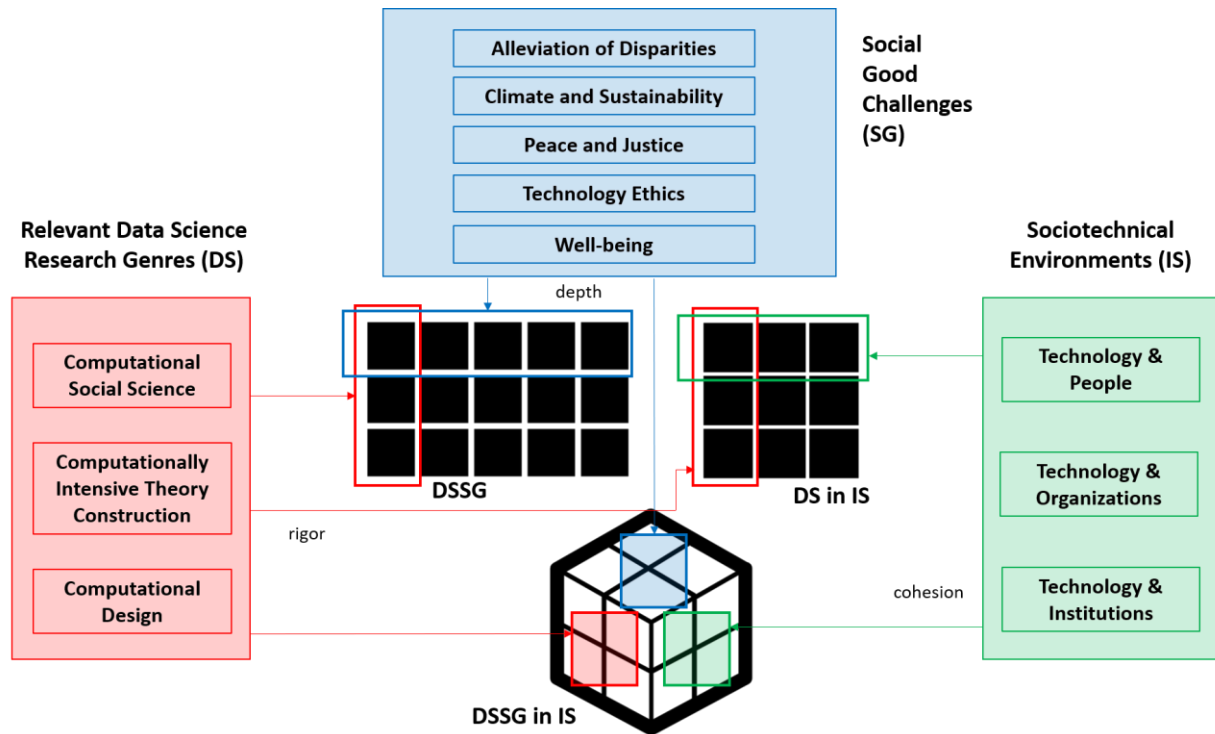 Alleviation of Disparities
Climate and Sustainability
Peace and Justice
Technology Ethics
Well-being
Social
Good
Challenges
(SG)
Relevant Data Science
Research Genres (DS)
Sociotechnical
Environments (IS)
depth
Computational
Social Science
Computationally
Intensive Theory
Construction
Computational
Design
rigor
DSSG
DS in IS
DSSG in IS
cohesion
Technology &
People
Technology &
Organizations
Technology &
Institutions